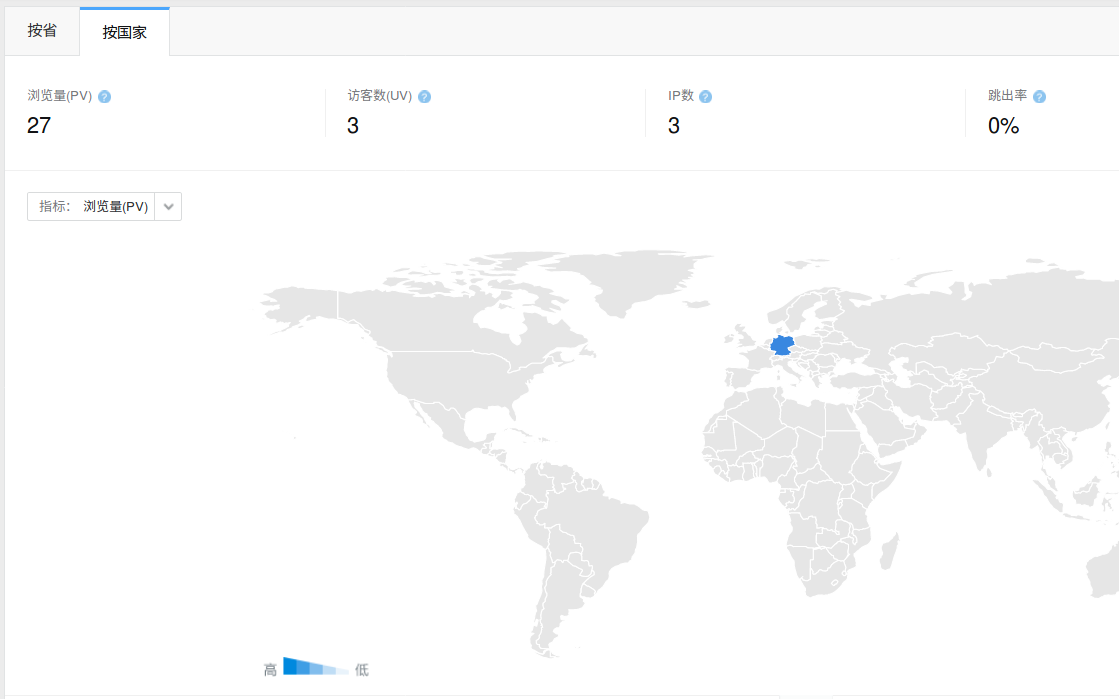 按省 按国家
浏览量(PV) ? 访客数(UV) ? IP数 ? 跳出率 ?
27 3 3 0%
指标： 浏览量(PV)
高 低